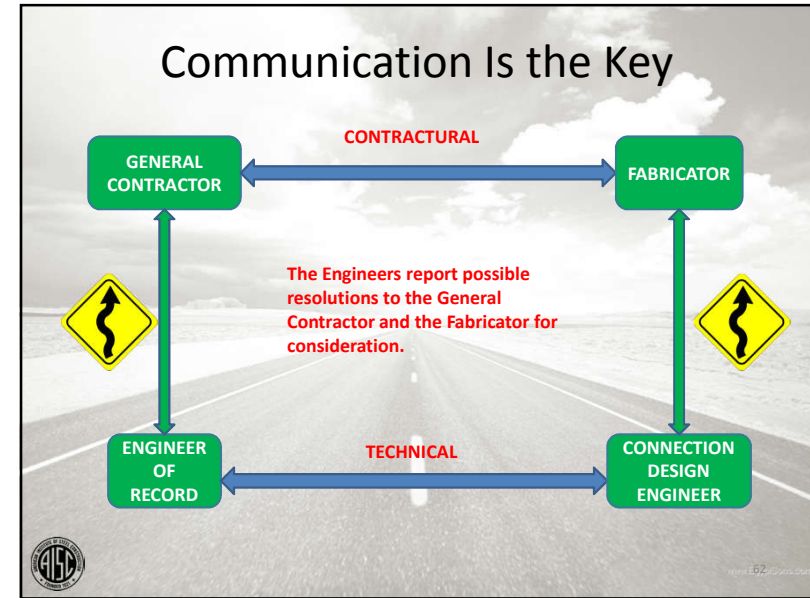 Communication Is the Key
CONTRACTURAL
GENERAL
CONTRACTOR
FABRICATOR
The Engineers report possible
resolutions to the General
Contractor and the Fabricator for
consideration.
ENGINEER
OF
RECORD
TECHNICAL
CONNECTION
DESIGN
ENGINEER
62